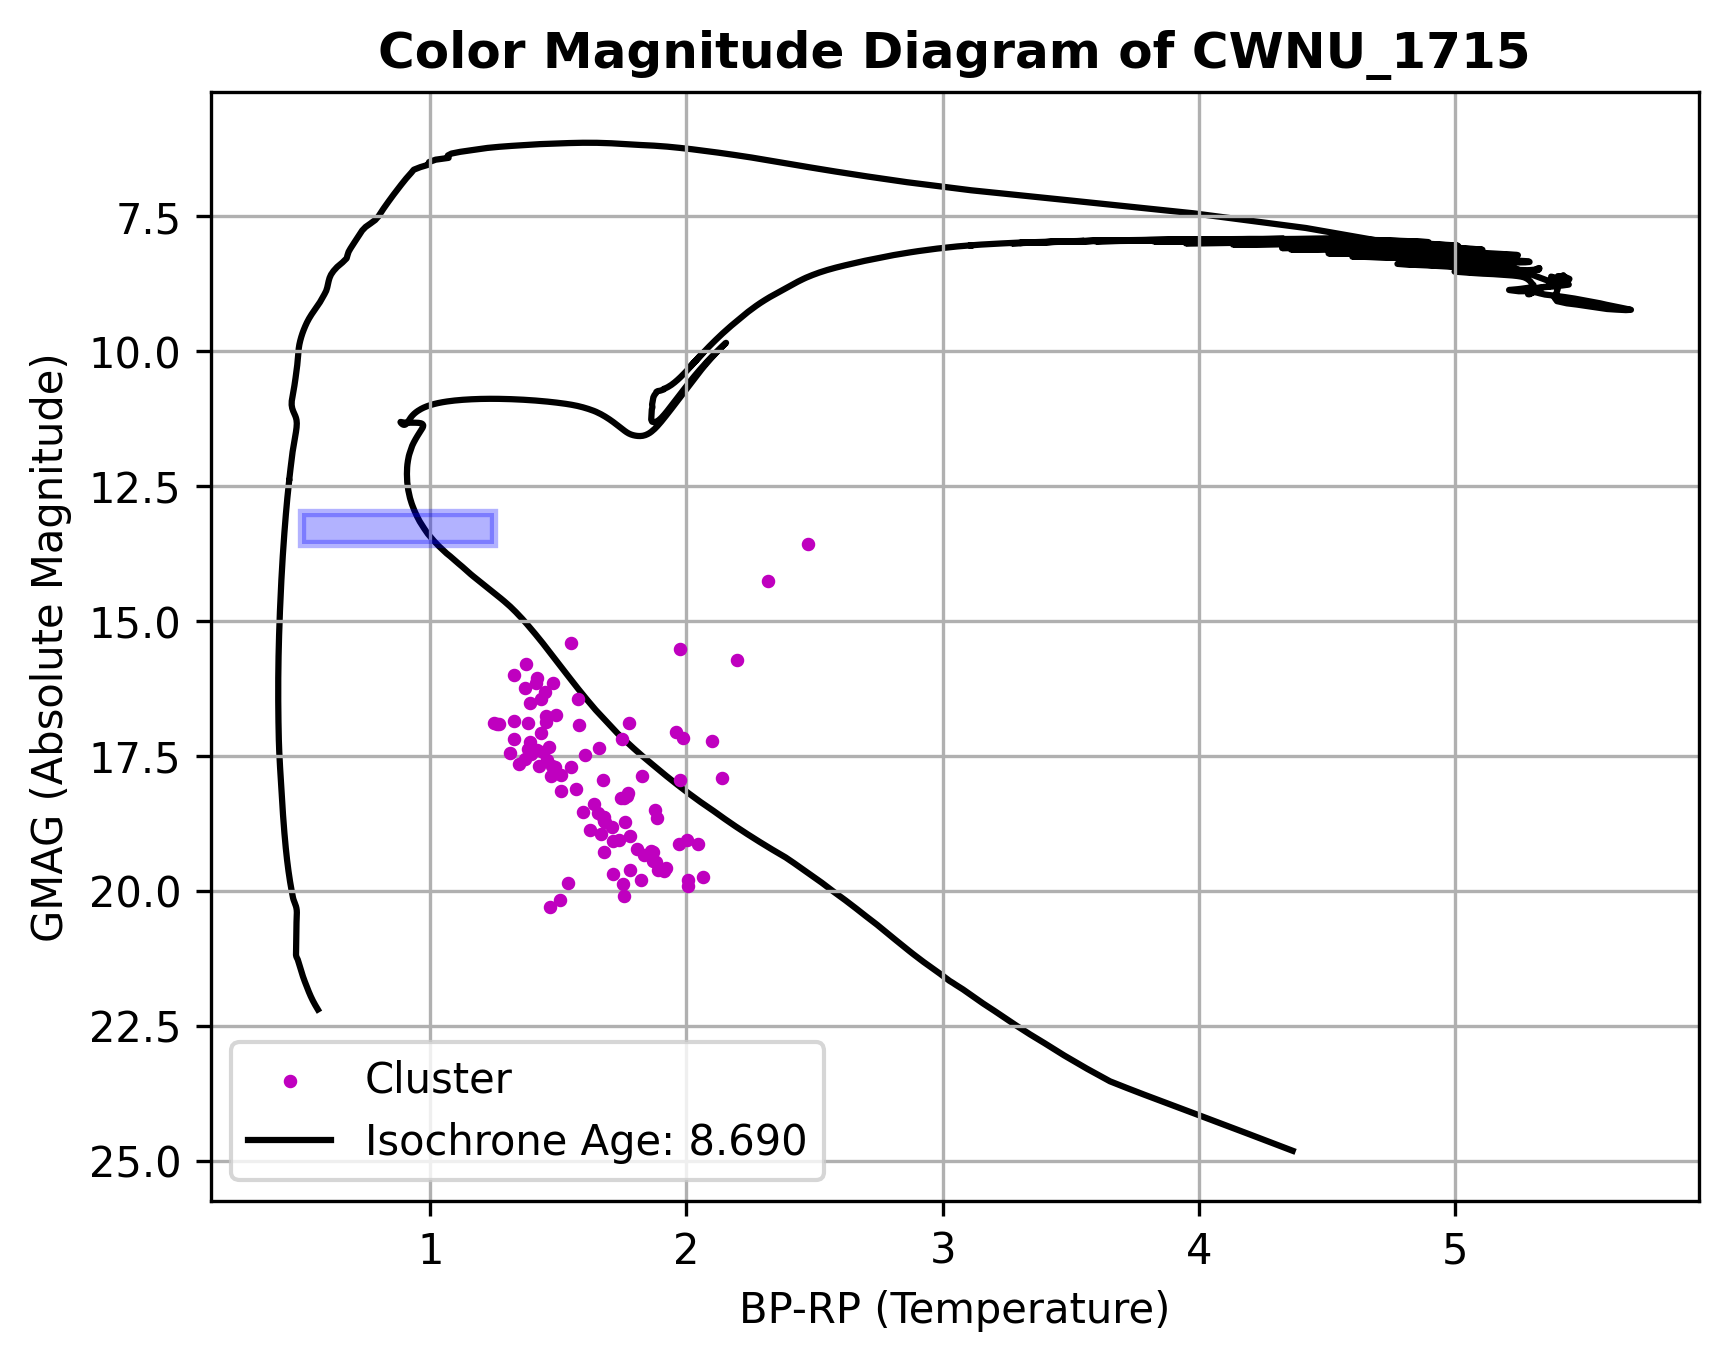 Color Magnitude Diagram of CWNU_1715
GMAG (Absolute Magnitude)
7.5
10.0
12.5
15.0
17.5
20.0
22.5
25.0
Cluster
Isochrone Age: 8.690
1 2 3 4 5
BP-RP (Temperature)